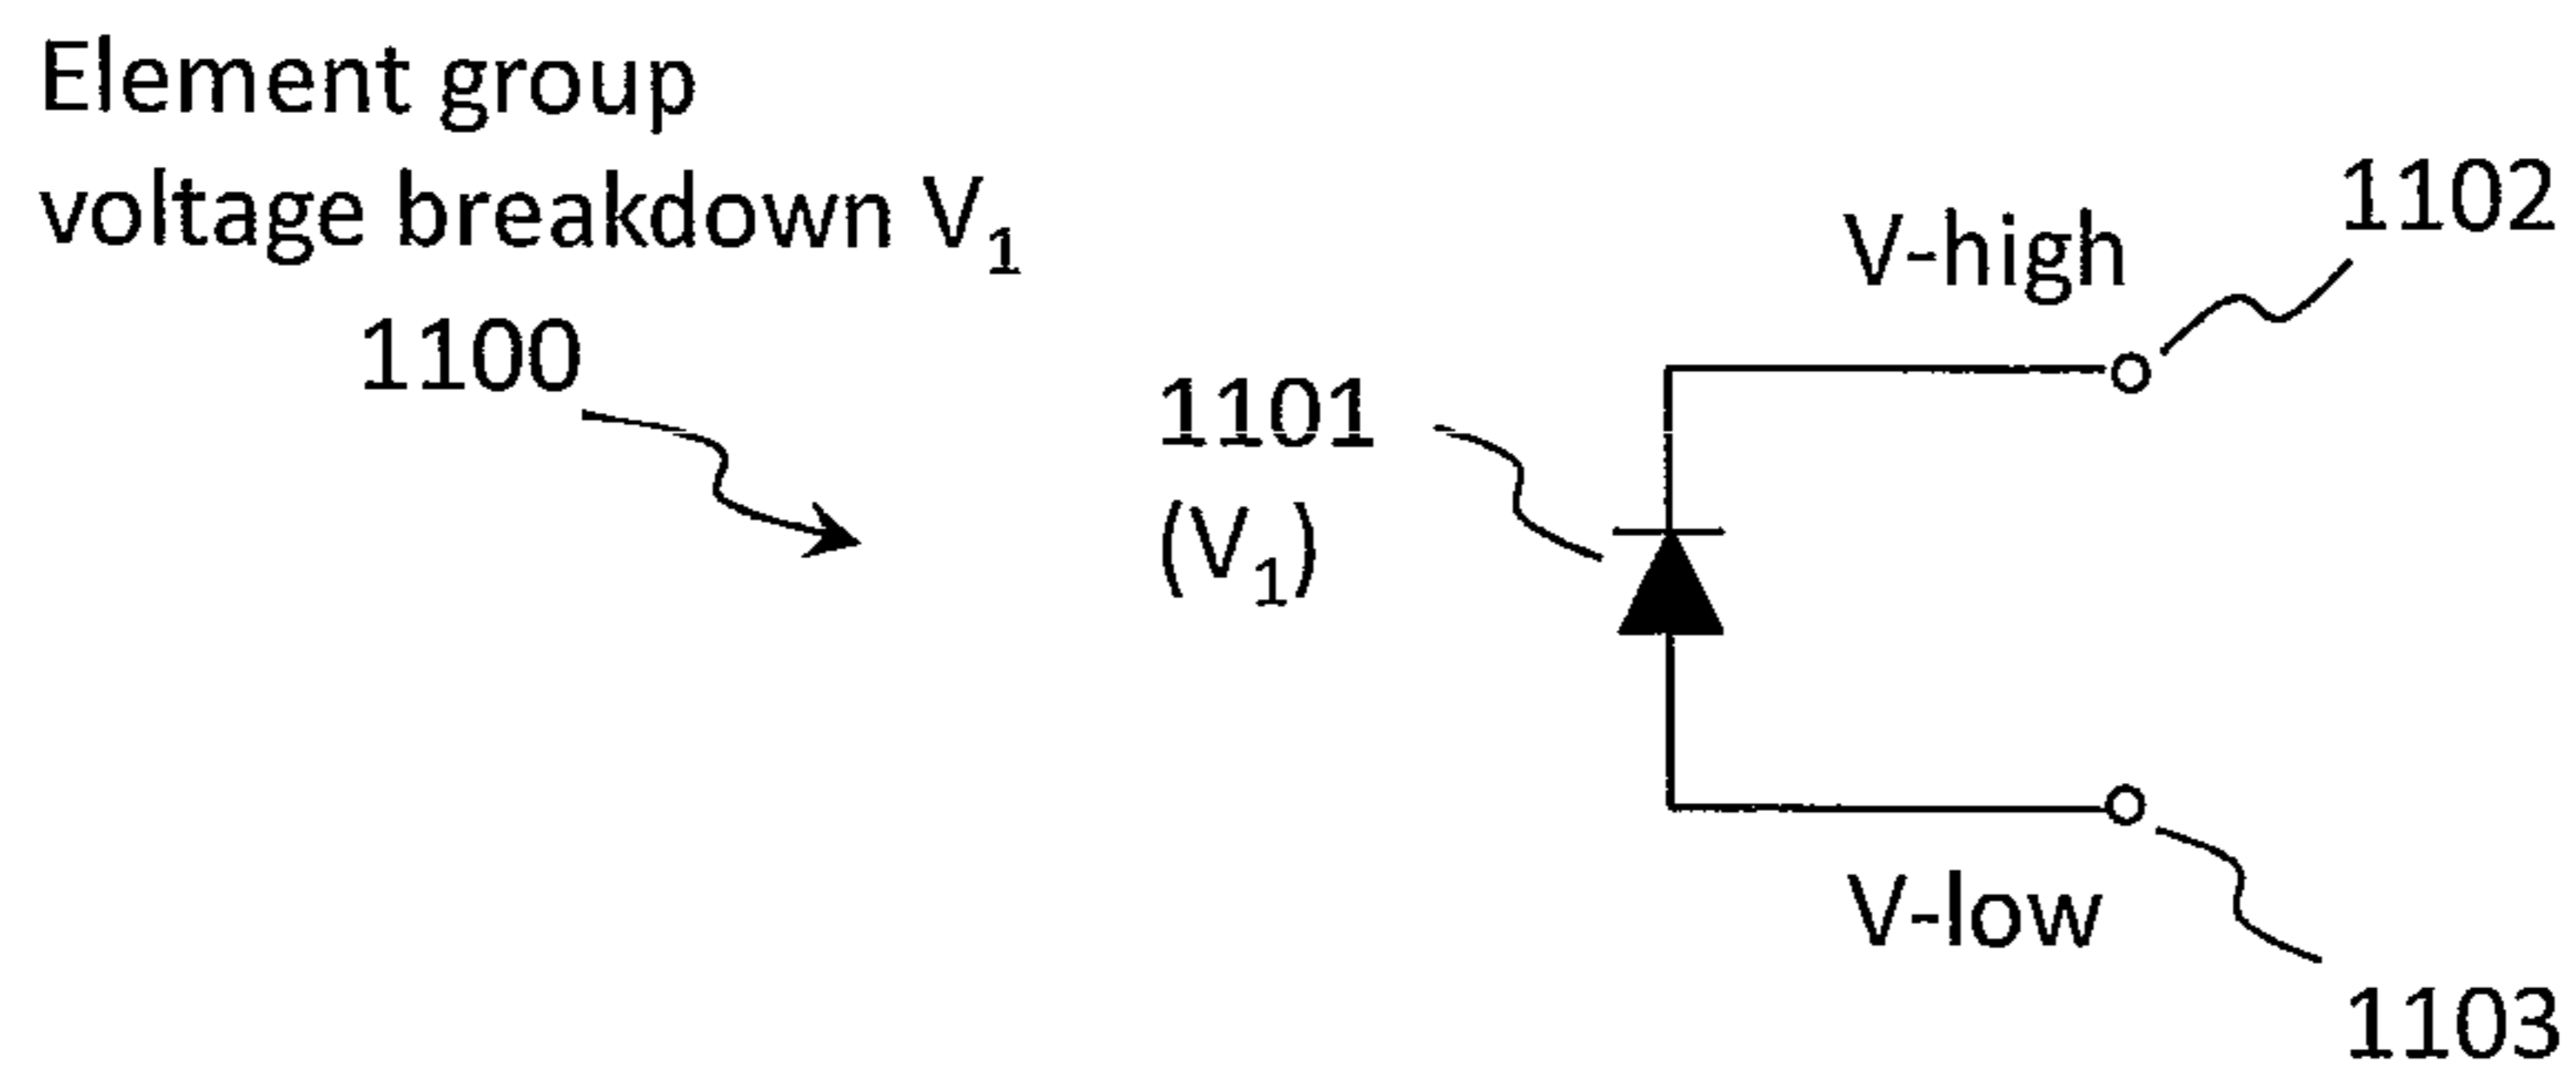 Element group
voltage breakdown V₁
1100
1101
(V₁)
V-high
1102
V-low
1103